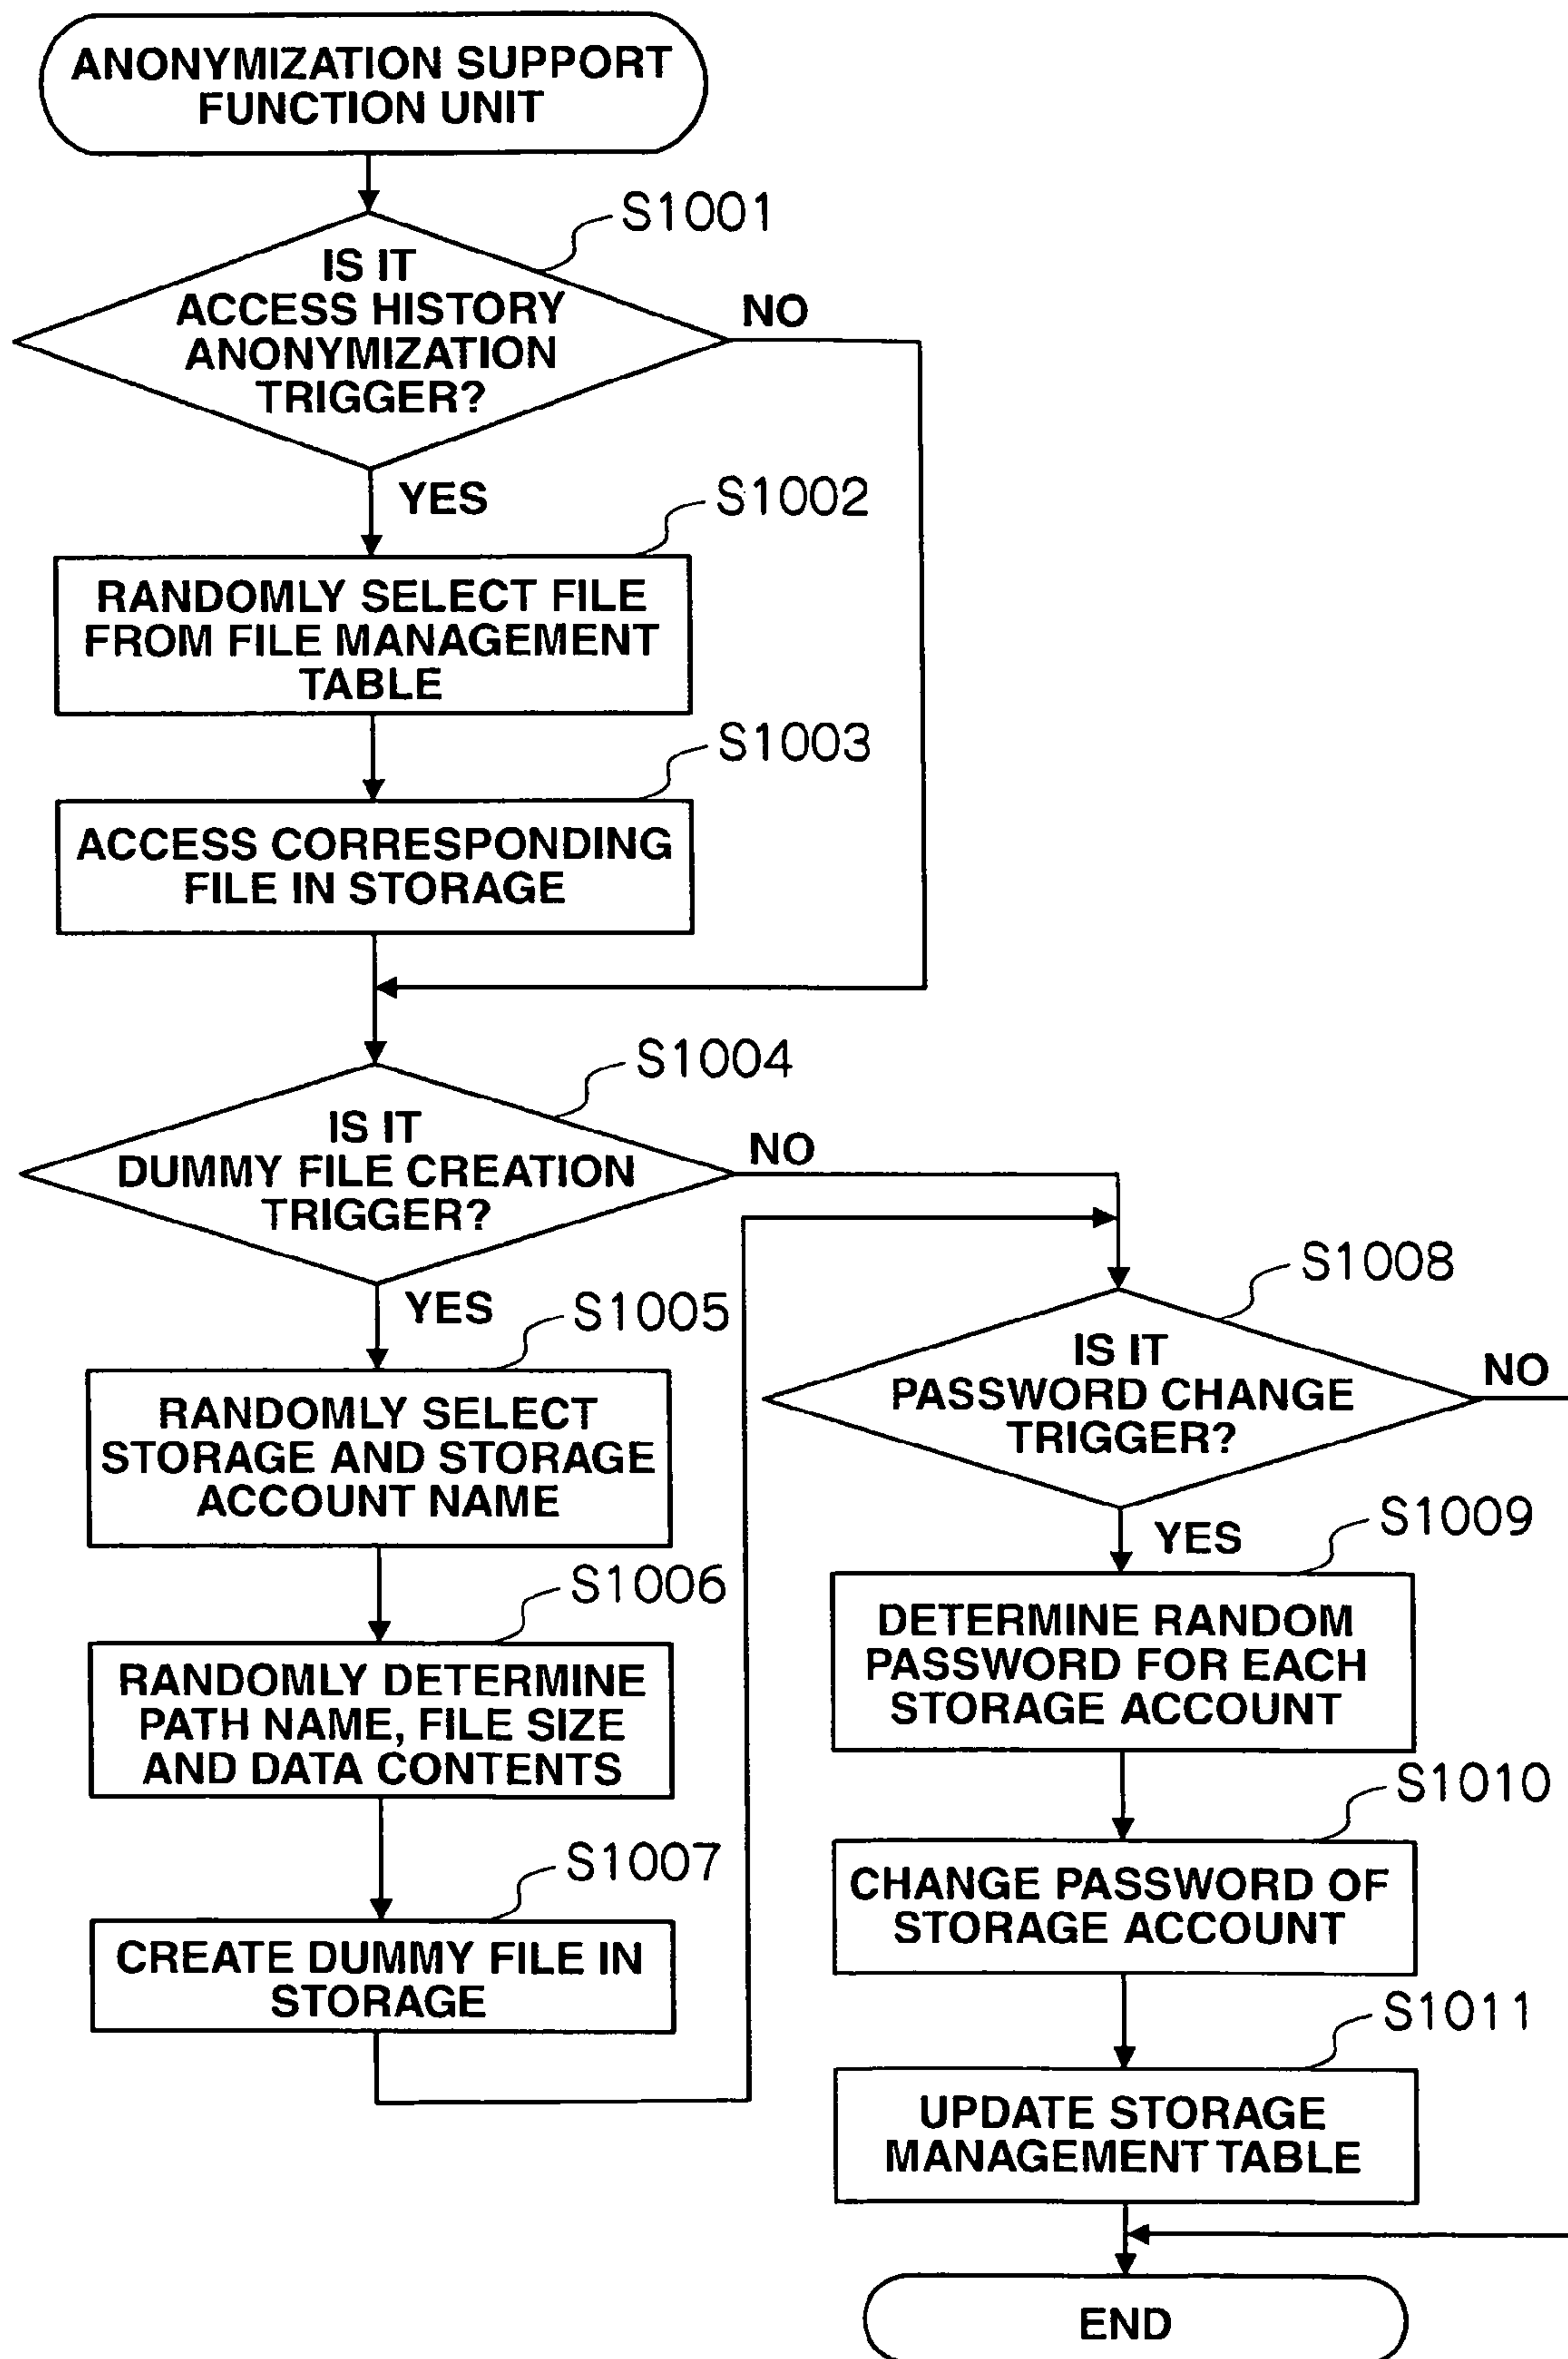 ANONYMIZATION SUPPORT
FUNCTION UNIT
S1001
IS IT
ACCESS HISTORY
ANONYMIZATION
TRIGGER?
NO
YES
S1002
RANDOMLY SELECT FILE
FROM FILE MANAGEMENT
TABLE
S1003
ACCESS CORRESPONDING
FILE IN STORAGE
S1004
IS IT
DUMMY FILE CREATION
TRIGGER?
NO
YES
S1005
RANDOMLY SELECT
STORAGE AND STORAGE
ACCOUNT NAME
S1006
RANDOMLY DETERMINE
PATH NAME, FILE SIZE
AND DATA CONTENTS
S1007
CREATE DUMMY FILE IN
STORAGE
S1008
IS IT
PASSWORD CHANGE
TRIGGER?
NO
YES
S1009
DETERMINE RANDOM
PASSWORD FOR EACH
STORAGE ACCOUNT
S1010
CHANGE PASSWORD OF
STORAGE ACCOUNT
S1011
UPDATE STORAGE
MANAGEMENT TABLE
END